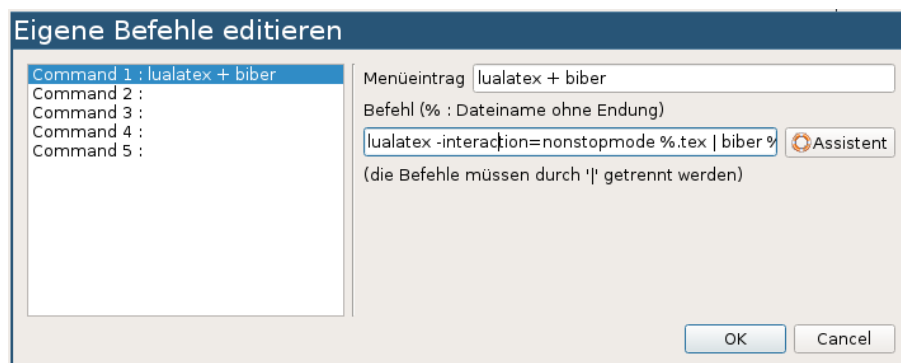 Eigene Befehle editieren
Command 1 : lualatex + biber
Command 2 :
Command 3 :
Command 4 :
Command 5 :
Menüeintrag lualatex + biber
Befehl (% : Dateiname ohne Endung)
lualatex -interaction=nonstopmode %.tex | biber % Assistent
(die Befehle müssen durch '|' getrennt werden)
OK Cancel